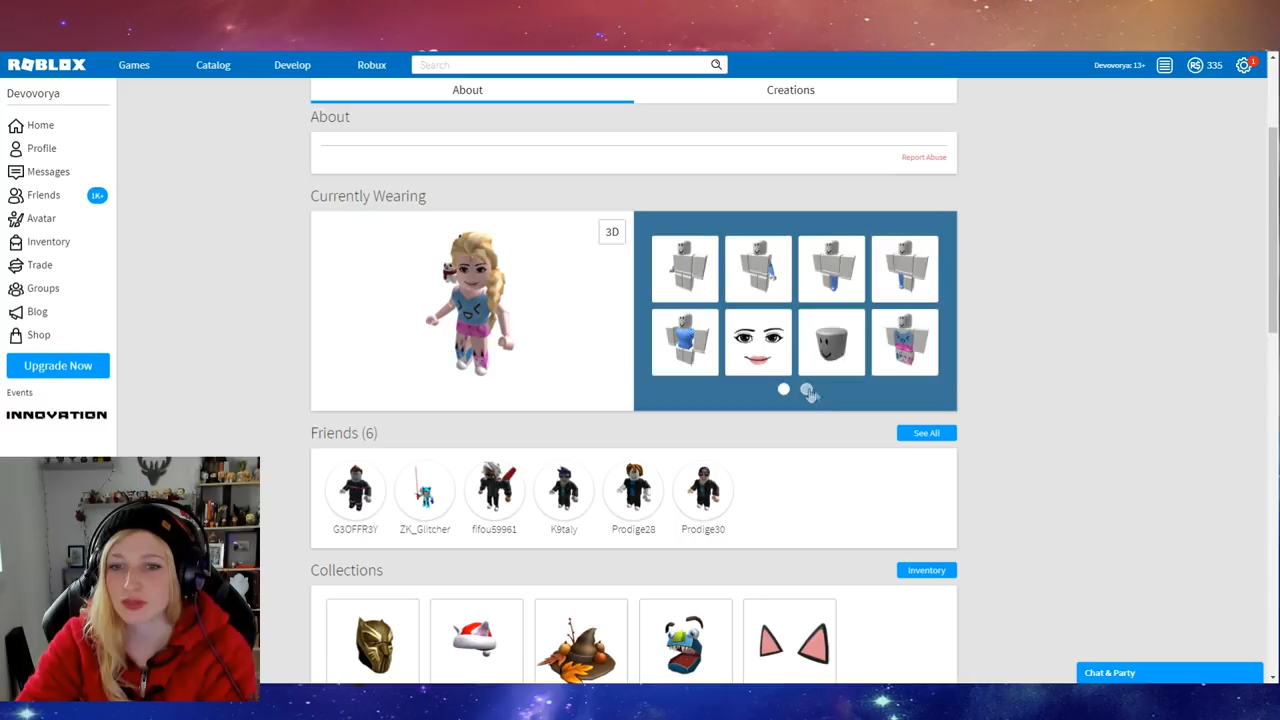 ROBLOX
Games
Catalog
Develop
Robux
Search
Devovorya: 13+
R$
335
1
Devovorya
Home
Profile
Messages
Friends
1K+
Avatar
Inventory
Trade
Groups
Blog
Shop
Upgrade Now
Events
INNOVATION
About
Creations
About
Report Abuse
Currently Wearing
3D
Friends (6)
See All
G3OFFR3Y
ZK_Glitcher
fifou59961
K9taly
Prodige28
Prodige30
Collections
Inventory
Chat & Party